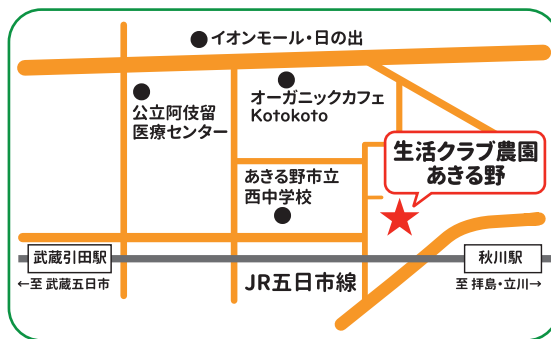 イオンモール・日の出
オーガニックカフェ
Kotokoto
公立阿伎留
医療センター
生活クラブ農園
あきる野
あきる野市立
西中学校
武蔵引田駅
秋川駅
←至 武蔵五日市
JR五日市線
至 拝島・立川→